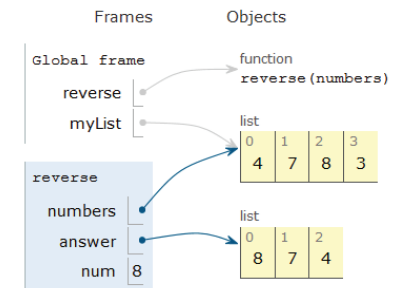 Frames Objects
Global frame
reverse
myList
function
reverse(numbers)
list
0 1 2 3
4 7 8 3
reverse
numbers
answer
num 8
list
0 1 2
8 7 4